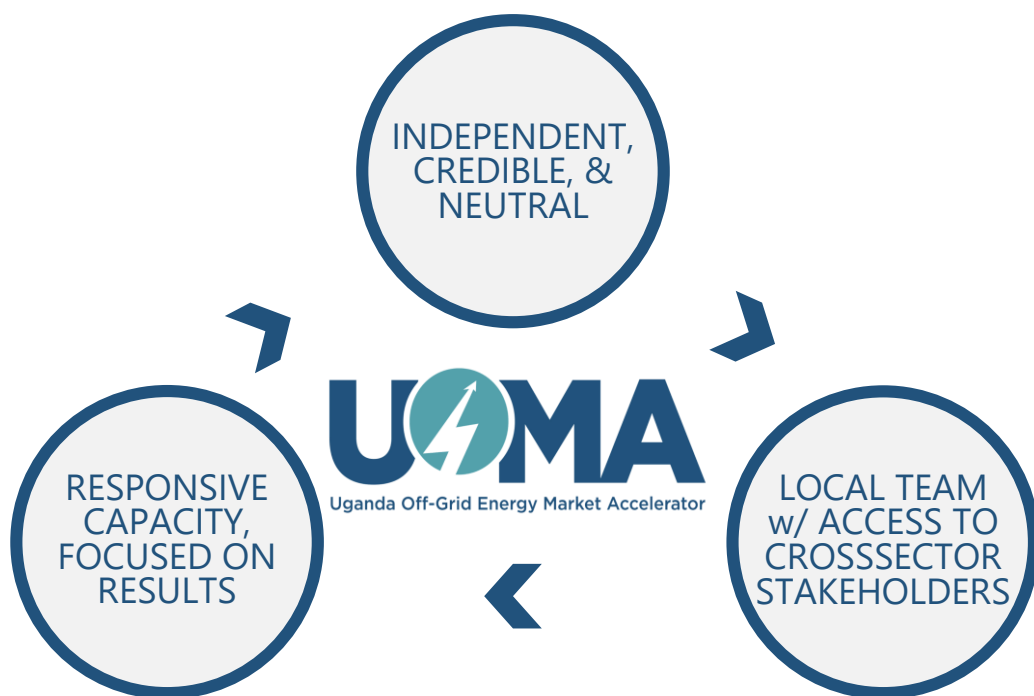 INDEPENDENT,
CREDIBLE, &
NEUTRAL
UOMA
Uganda Off-Grid Energy Market Accelerator
RESPONSIVE
CAPACITY,
FOCUSED ON
RESULTS
LOCAL TEAM
w/ ACCESS TO
CROSSSECTOR
STAKEHOLDERS